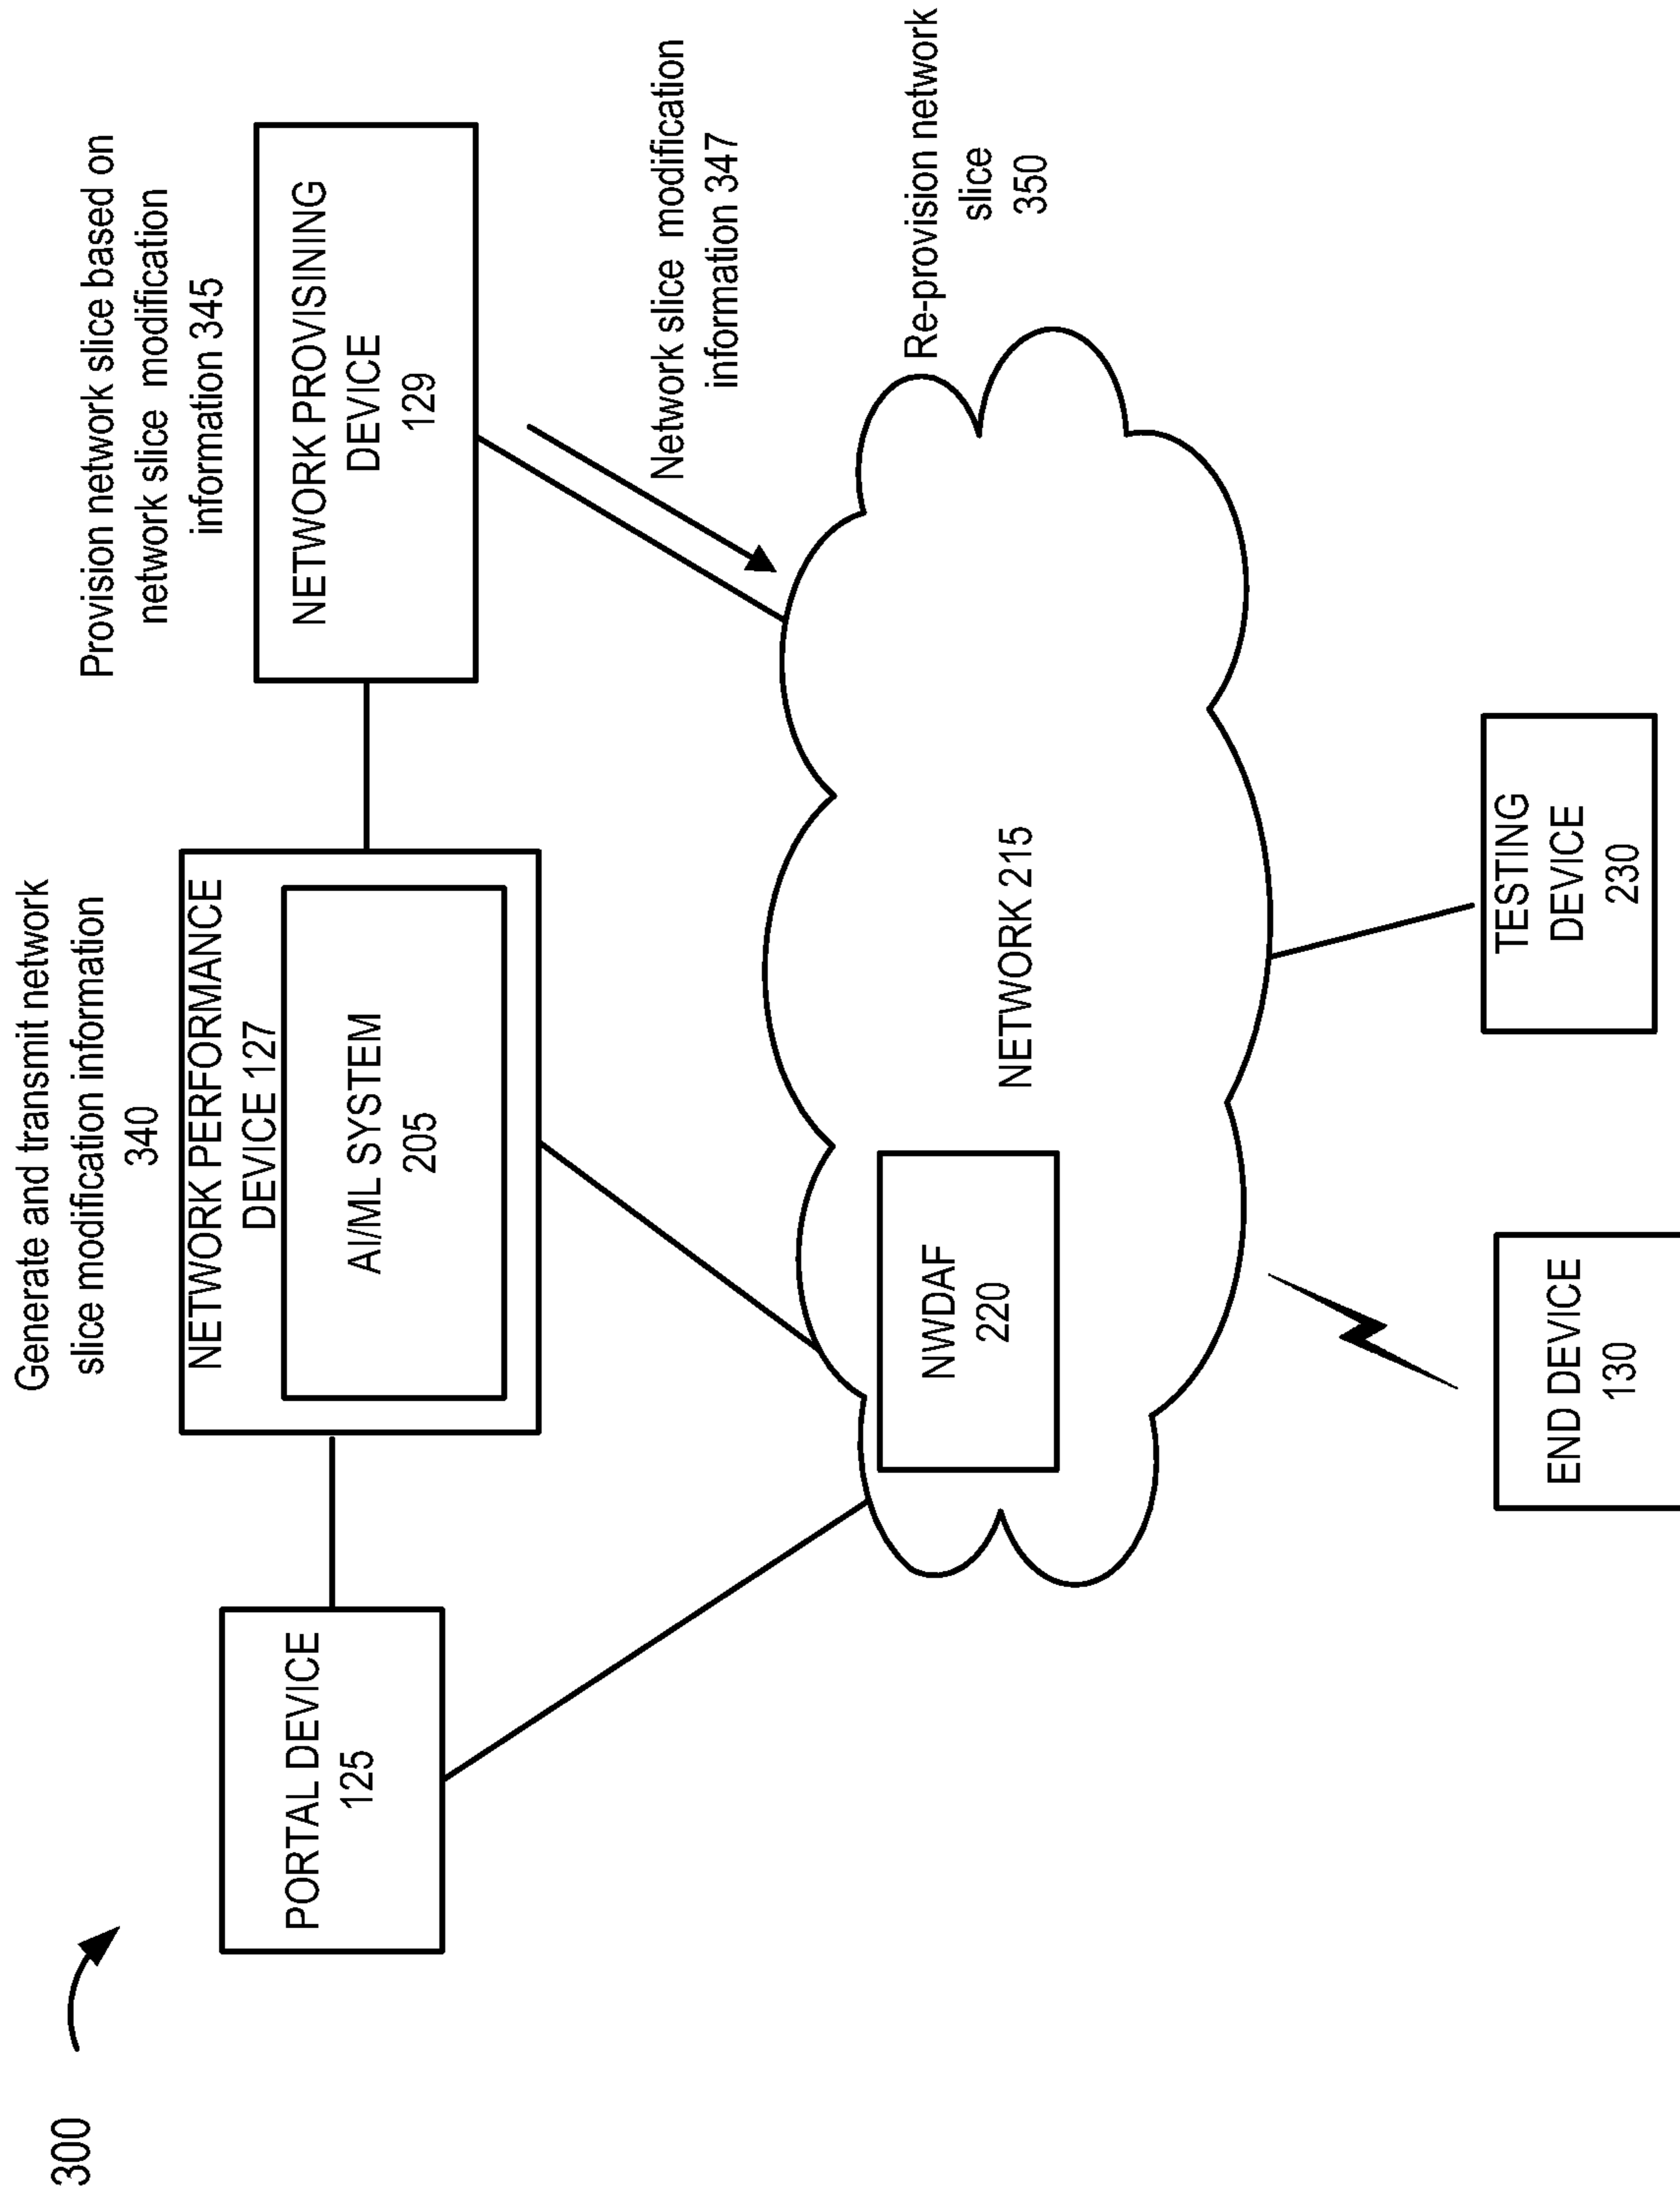 300
Generate and transmit network
slice modification information
340
Provision network slice based on
network slice modification
information 345
PORTAL DEVICE
125
NETWORK PERFORMANCE
DEVICE 127
AI/ML SYSTEM
205
NETWORK PROVISINING
DEVICE
129
Network slice modification
information 347
Re-provision network
slice
350
NWDAF
220
NETWORK 215
END DEVICE
130
TESTING
DEVICE
230